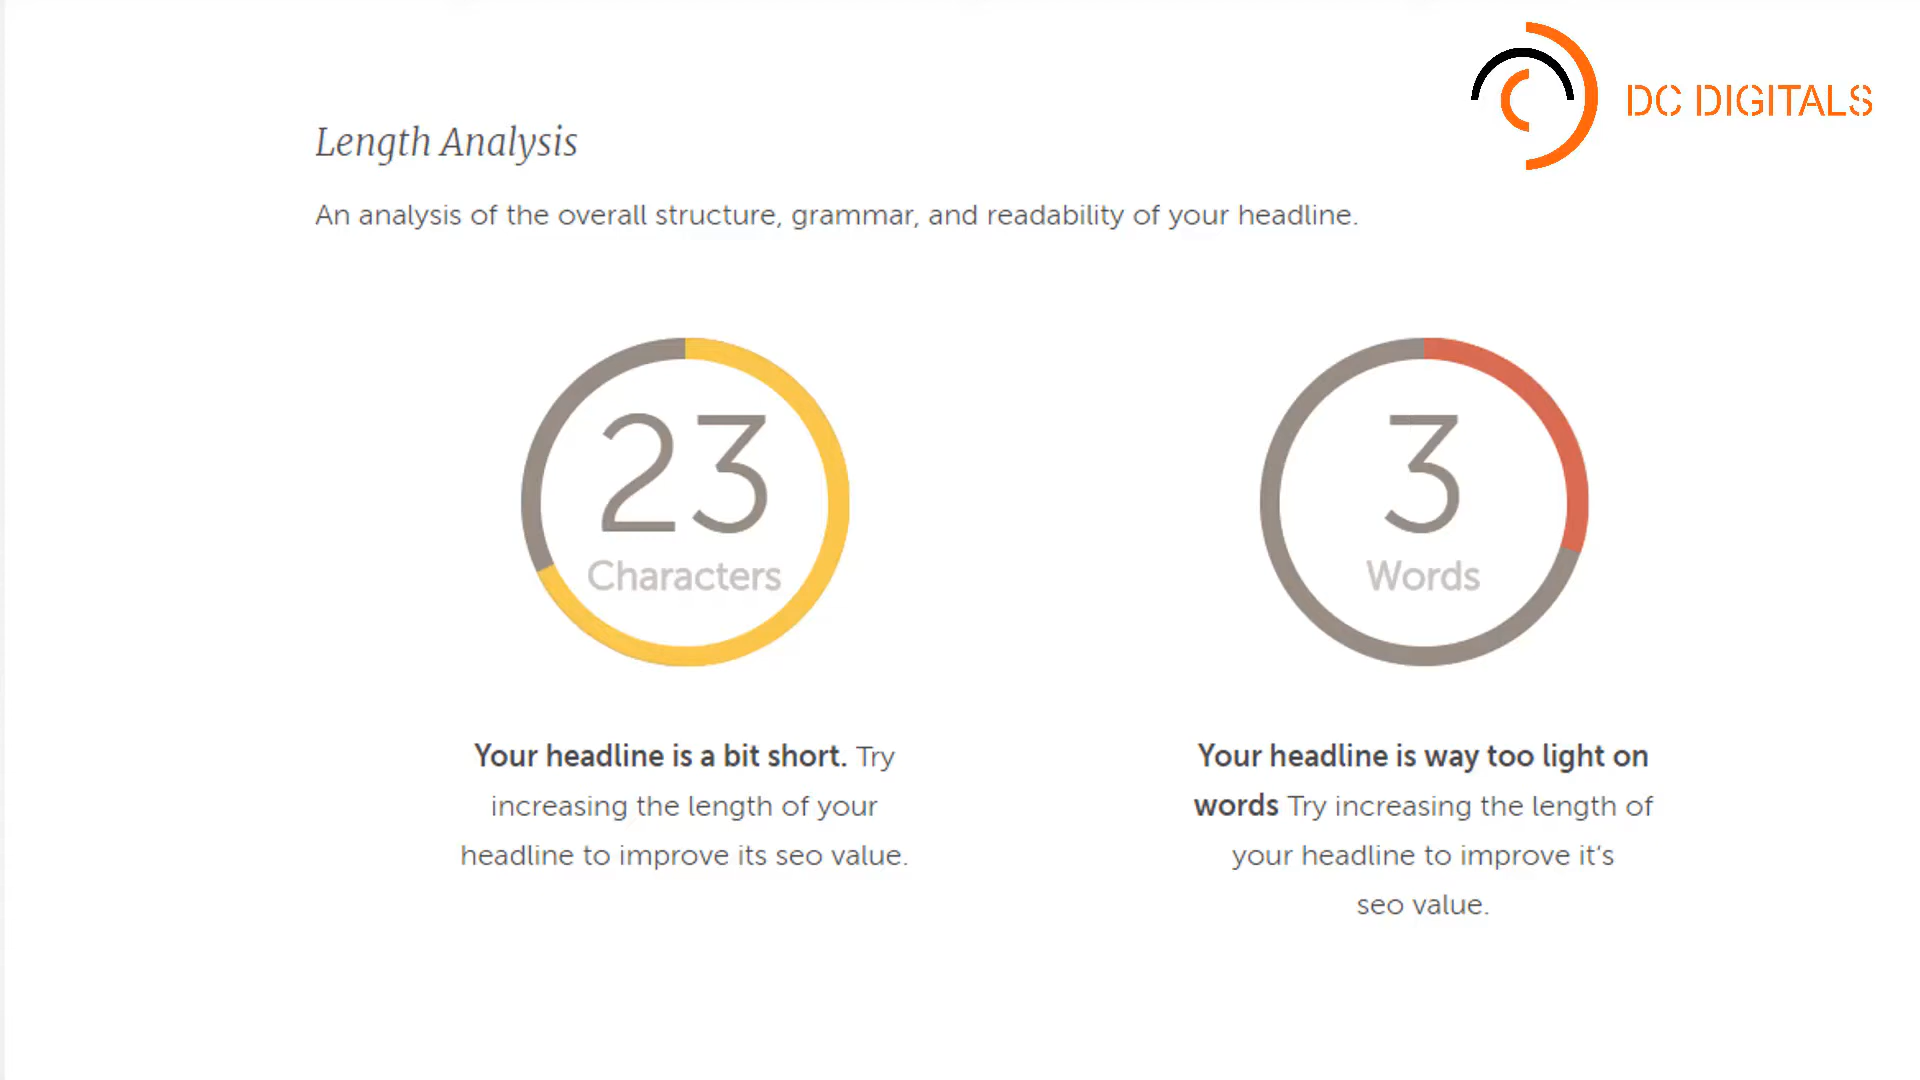 DC DIGITALS
Length Analysis
An analysis of the overall structure, grammar, and readability of your headline.
23
Characters
Your headline is a bit short. Try
increasing the length of your
headline to improve its seo value.
3
Words
Your headline is way too light on
words Try increasing the length of
your headline to improve it's
seo value.